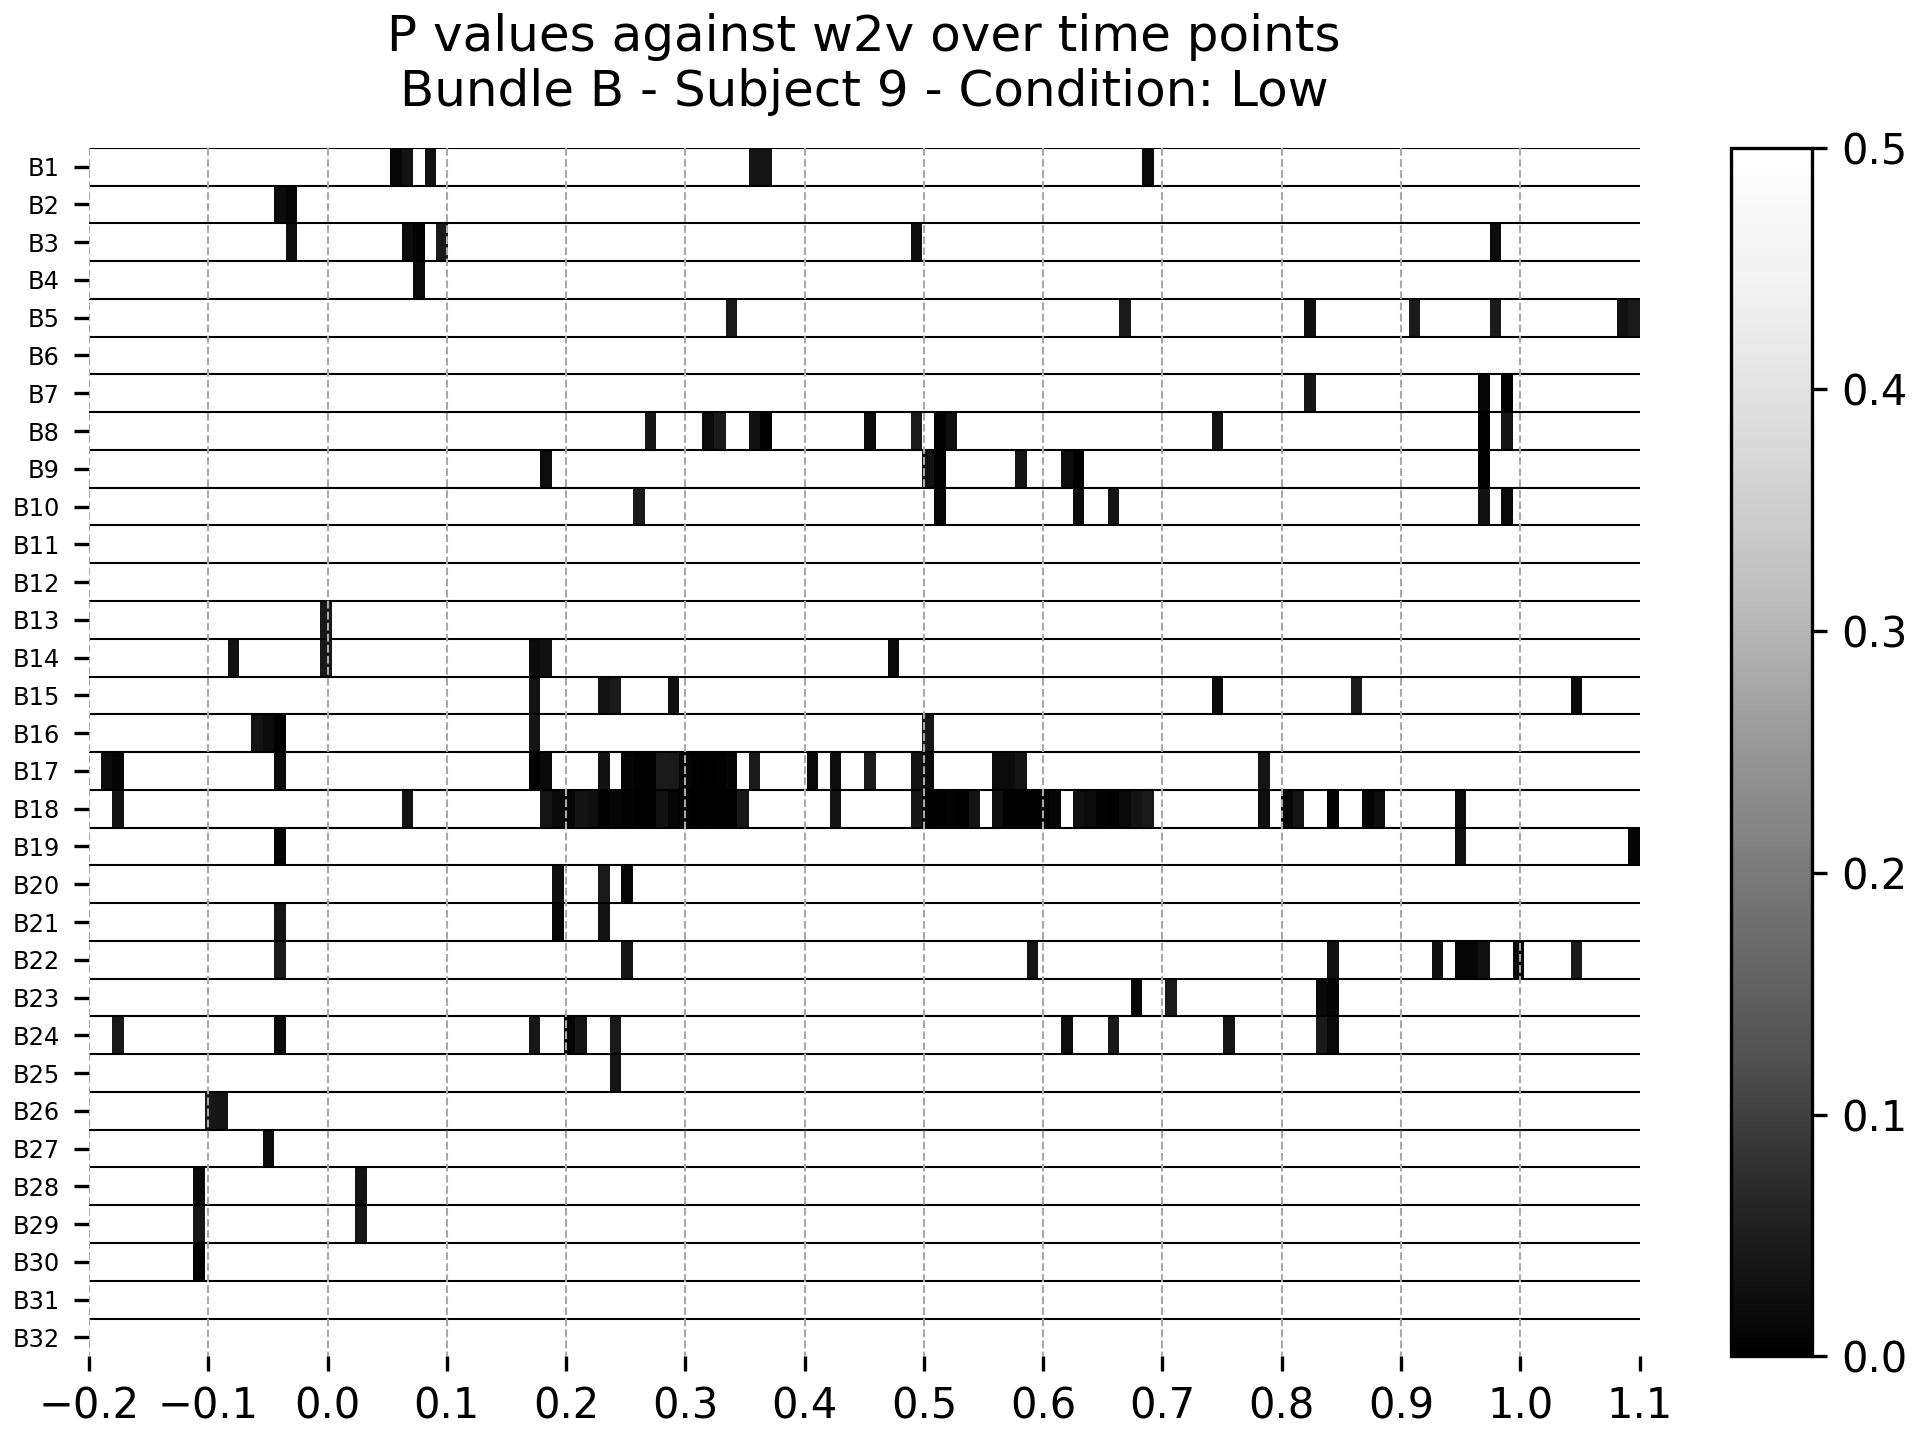 P values against w2v over time points
Bundle B - Subject 9 - Condition: Low
B1
B2
B3
B4
B5
B6
B7
B8
B9
B10
B11
B12
B13
B14
B15
B16
B17
B18
B19
B20
B21
B22
B23
B24
B25
B26
B27
B28
B29
B30
B31
B32
−0.2 −0.1 0.0 0.1 0.2 0.3 0.4 0.5 0.6 0.7 0.8 0.9 1.0 1.1
0.5
0.4
0.3
0.2
0.1
0.0